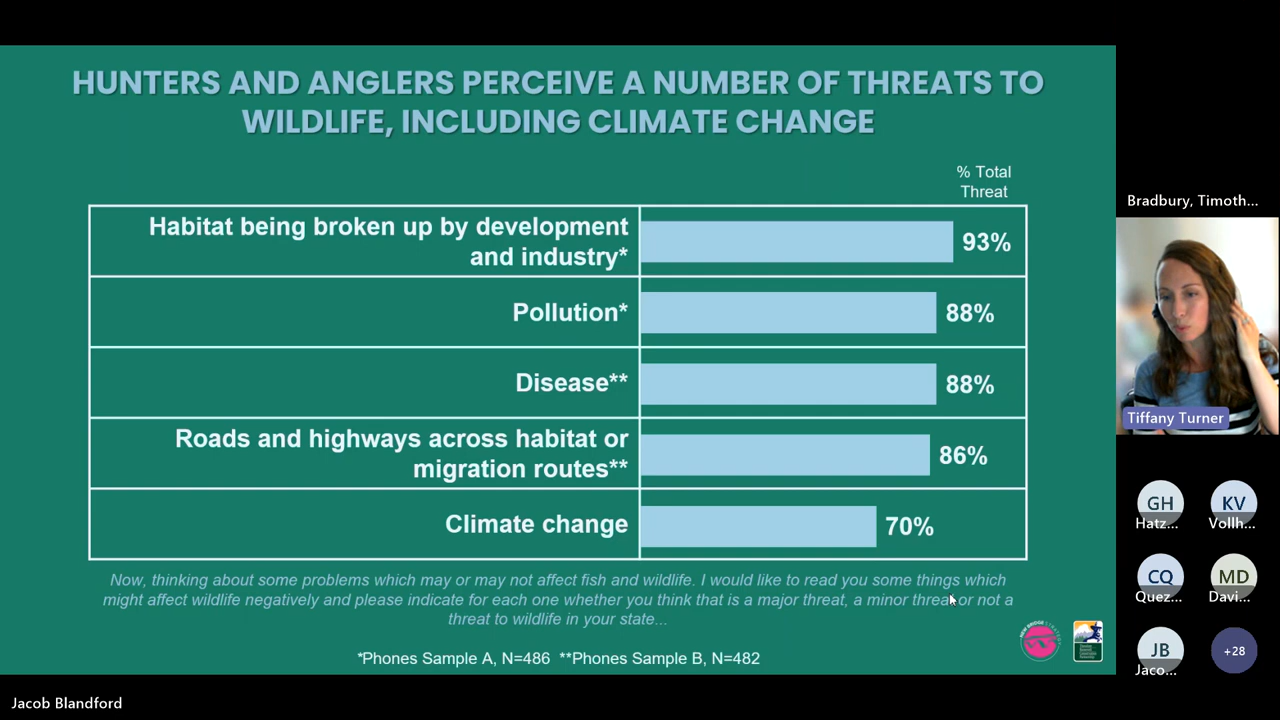 HUNTERS AND ANGLERS PERCEIVE A NUMBER OF THREATS TO
WILDLIFE, INCLUDING CLIMATE CHANGE
% Total
Threat
Habitat being broken up by development
and industry*
93%
Pollution*
88%
Disease**
88%
Roads and highways across habitat or
migration routes**
86%
Climate change
70%
Now, thinking about some problems which may or may not affect fish and wildlife. I would like to read you some things which
might affect wildlife negatively and please indicate for each one whether you think that is a major threat, a minor threat or not a
threat to wildlife in your state...
*Phones Sample A, N=486 **Phones Sample B, N=482
Bradbury, Timoth...
Tiffany Turner
GH
Hatz...
KV
Vollh...
CQ
Quez...
MD
Davi...
JB
Jaco...
+28
Jacob Blandford